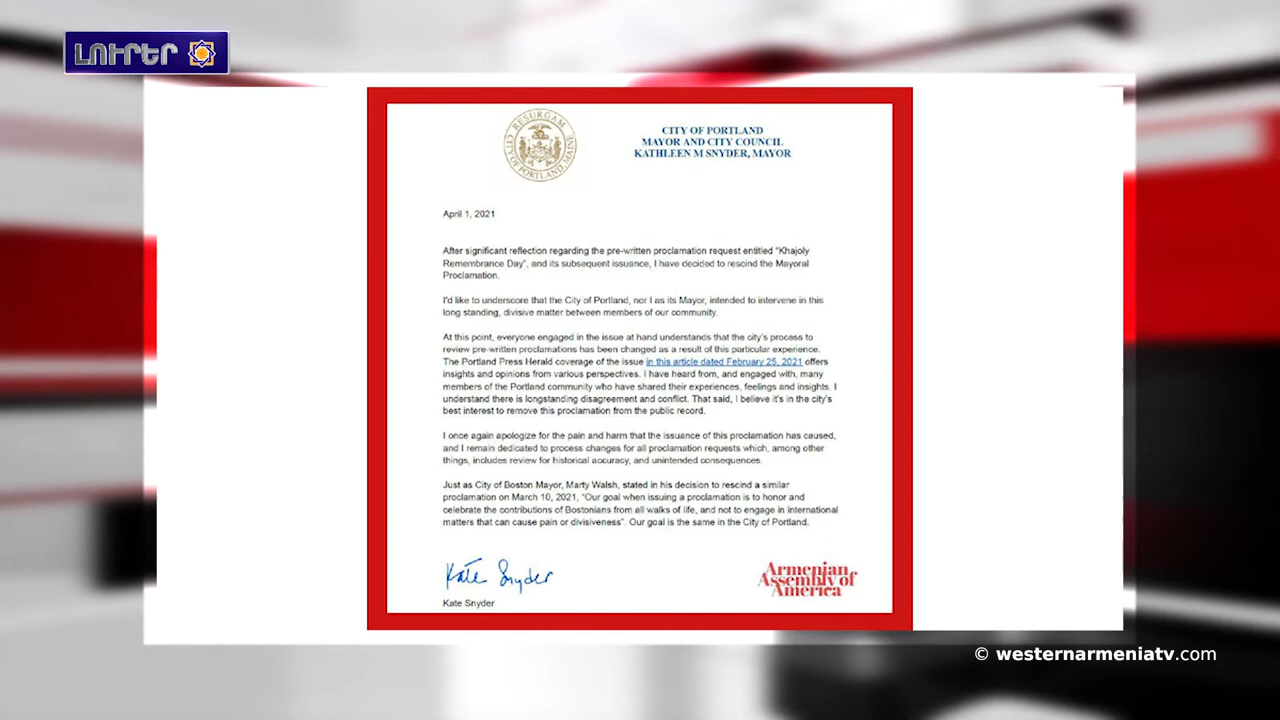 ԼՈՒՐԵՐ
RESURGAM
CITY OF PORTLAND, MAINE
CITY OF PORTLAND
MAYOR AND CITY COUNCIL
KATHLEEN M SNYDER, MAYOR
April 1, 2021
After significant reflection regarding the pre-written proclamation request entitled “Khajoly
Remembrance Day”, and its subsequent issuance, I have decided to rescind the Mayoral
Proclamation.
I'd like to underscore that the City of Portland, nor I as its Mayor, intended to intervene in this
long standing, divisive matter between members of our community.
At this point, everyone engaged in the issue at hand understands that the city's process to
review pre-written proclamations has been changed as a result of this particular experience.
The Portland Press Herald coverage of the issue in this article dated February 25, 2021 offers
insights and opinions from various perspectives. I have heard from, and engaged with, many
members of the Portland community who have shared their experiences, feelings and insights. I
understand there is longstanding disagreement and conflict. That said, I believe it's in the city's
best interest to remove this proclamation from the public record.
I once again apologize for the pain and harm that the issuance of this proclamation has caused,
and I remain dedicated to process changes for all proclamation requests which, among other
things, includes review for historical accuracy, and unintended consequences.
Just as City of Boston Mayor, Marty Walsh, stated in his decision to rescind a similar
proclamation on March 10, 2021, “Our goal when issuing a proclamation is to honor and
celebrate the contributions of Bostonians from all walks of life, and not to engage in international
matters that can cause pain or divisiveness”. Our goal is the same in the City of Portland.
Kate Snyder
Kate Snyder
Armenian
Assembly of
America
© westernarmeniatv.com